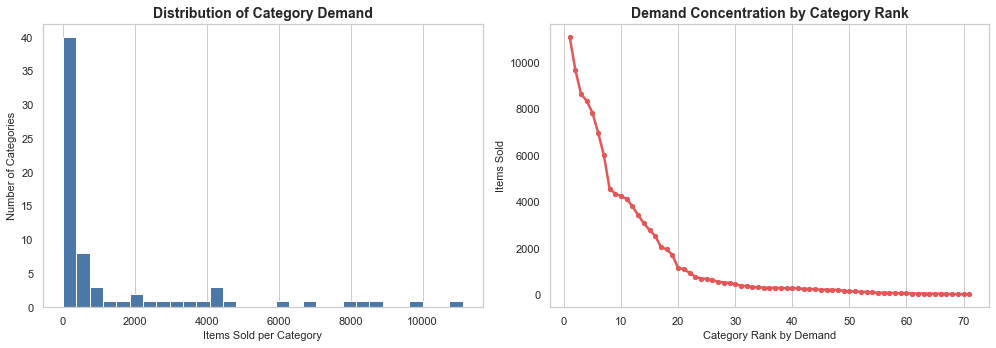 Distribution of Category Demand
40
35
30
25
20
15
10
5
0
Number of Categories
0 2000 4000 6000 8000 10000
Items Sold per Category
Demand Concentration by Category Rank
10000
8000
6000
4000
2000
0
Items Sold
0 10 20 30 40 50 60 70
Category Rank by Demand